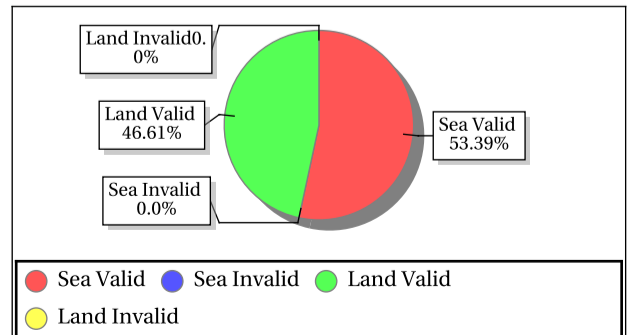 Land Invalid0.
0%
Land Valid
46.61%
Sea Valid
53.39%
Sea Invalid
0.0%
Sea Valid
Sea Invalid
Land Valid
Land Invalid